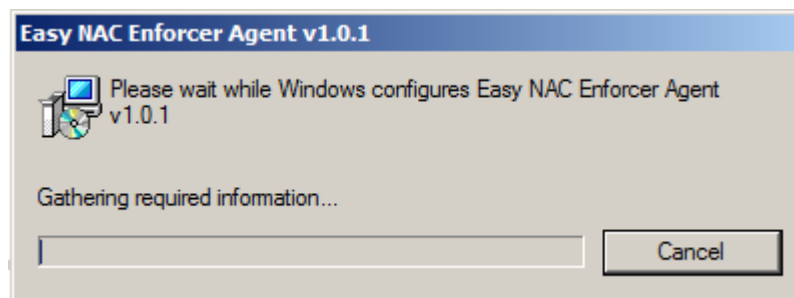 Easy NAC Enforcer Agent v1.0.1
Please wait while Windows configures Easy NAC Enforcer Agent
v1.0.1
Gathering required information...
Cancel